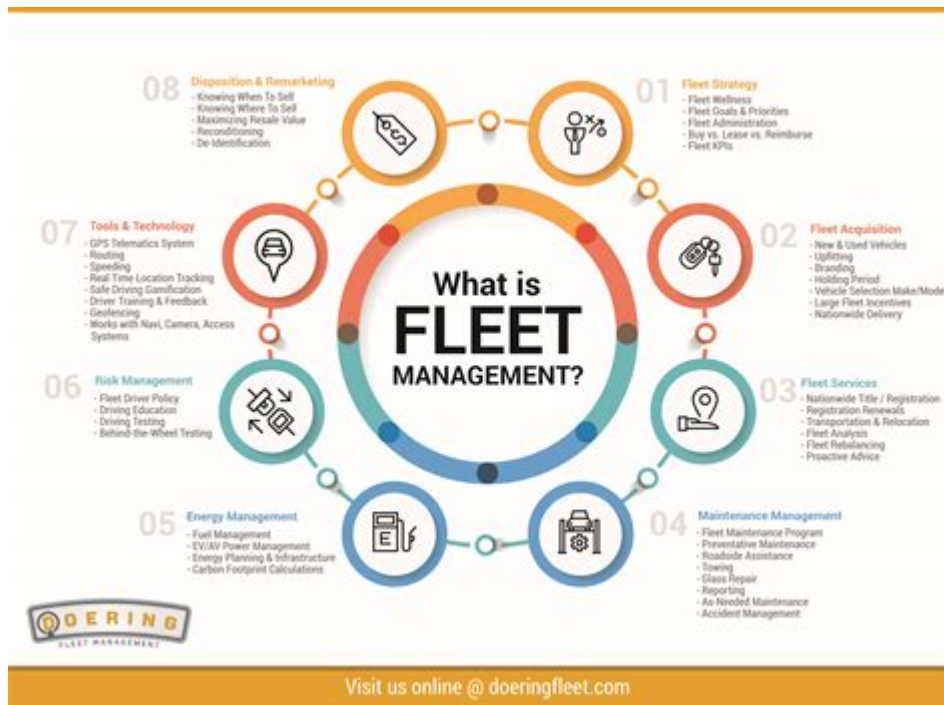 What is
FLEET
MANAGEMENT?
01
Fleet Strategy
- Fleet Wellness
- Fleet Goals & Priorities
- Fleet Administration
- Buy vs. Lease vs. Reimburse
- Fleet KPIs
02
Fleet Acquisition
- New & Used Vehicles
- Upfitting
- Branding
- Holding Period
- Vehicle Selection Make/Mode
- Large Fleet Incentives
- Nationwide Delivery
03
Fleet Services
- Nationwide Title / Registration
- Registration Renewals
- Transportation & Relocation
- Fleet Analysis
- Fleet Rebalancing
- Proactive Advice
04
Maintenance Management
- Fleet Maintenance Program
- Preventative Maintenance
- Roadside Assistance
- Towing
- Glass Repair
- Reporting
- As Needed Maintenance
- Accident Management
05
Energy Management
- Fuel Management
- EV/AV Power Management
- Energy Planning & Infrastructure
- Carbon Footprint Calculations
E
06
Risk Management
- Fleet Driver Policy
- Driving Education
- Driving Testing
- Behind-the-Wheel Testing
07
Tools & Technology
- GPS Telematics System
- Routing
- Speeding
- Real Time Location Tracking
- Safe Driving Gamification
- Driver Training & Feedback
- Geofencing
- Works with Navi, Camera, Access
Systems
08
Disposition & Remarketing
- Knowing When To Sell
- Knowing Where To Sell
- Maximizing Resale Value
- Reconditioning
- De-Identification
DOERING
FLEET MANAGEMENT
Visit us online @ doeringfleet.com